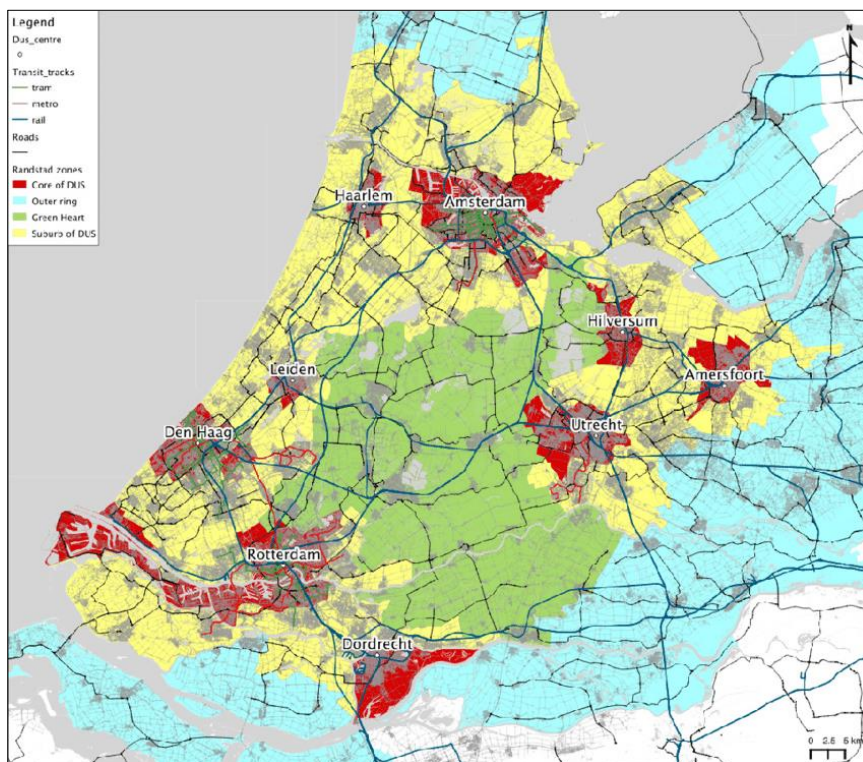 Legend
Dus_centre
Transit_tracks
tram
metro
rail
Roads
Randstad zones
Core of DUS
Outer ring
Green Heart
Suburb of DUS
N
Haarlem
Amsterdam
Hilversum
Leiden
Amersfoort
Den Haag
Utrecht
Rotterdam
Dordrecht
0 2.5 5 km